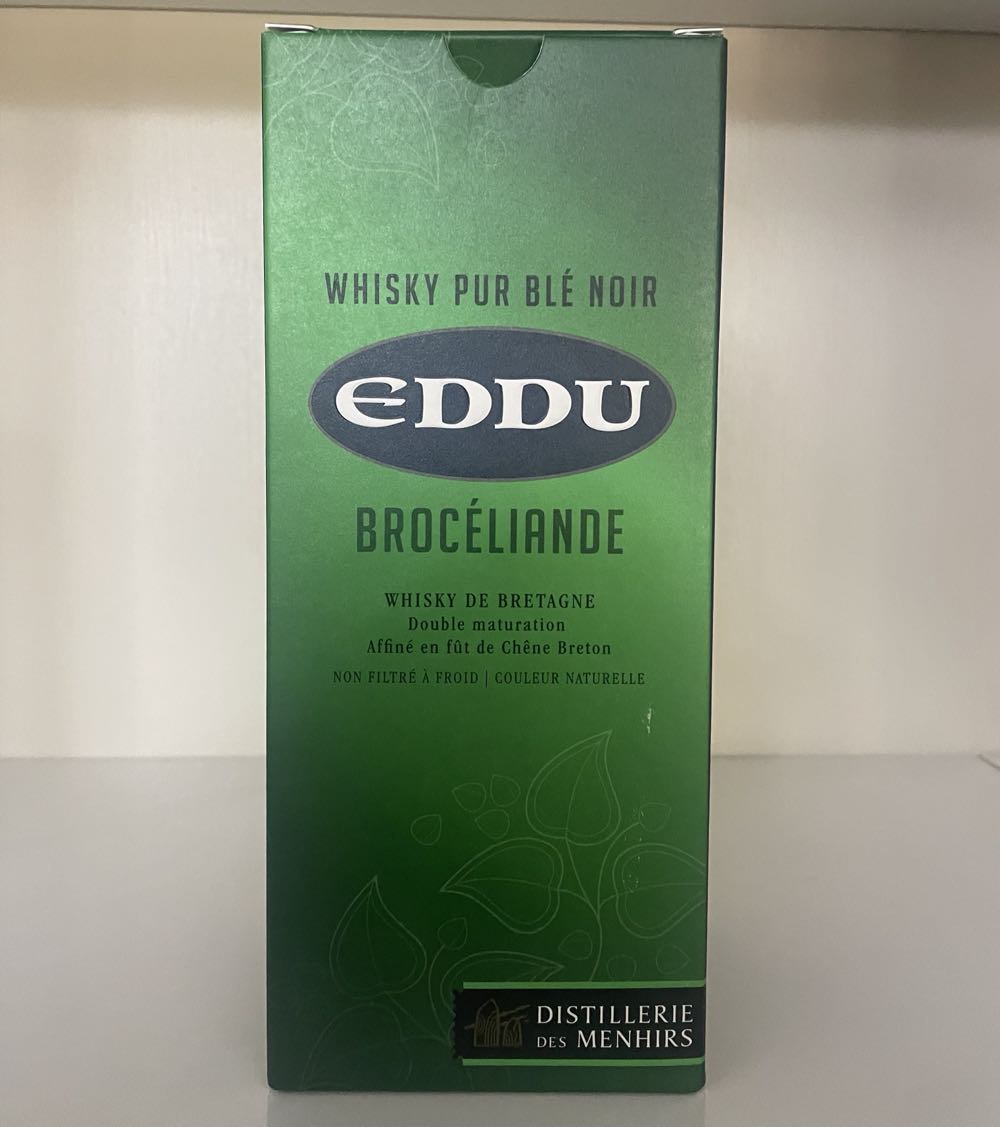 WHISKY PUR BLÉ NOIR
EDDU
BROCÉLIANDE
WHISKY DE BRETAGNE
Double maturation
Affiné en fût de Chêne Breton
NON FILTRÉ À FROID | COULEUR NATURELLE
DISTILLERIE
DES MENHIRS